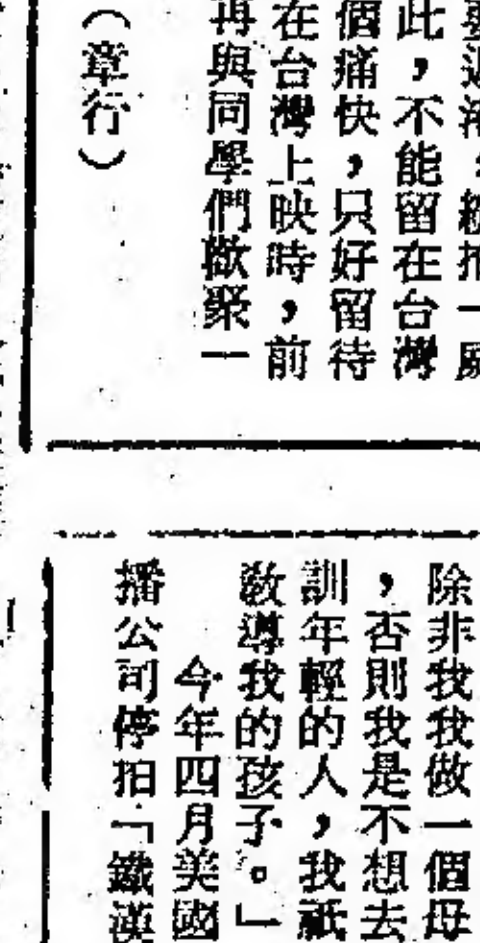 此，不能留在台灣
個痛快，只好留待
在台灣上映時，前
再與同學們歡聚一
（章行）
除非我我做一個母
，否則我是不想去
訓年輕的人，我祇
敎導我的孩子。」
今年四月美國
播公司停拍「鐵漢